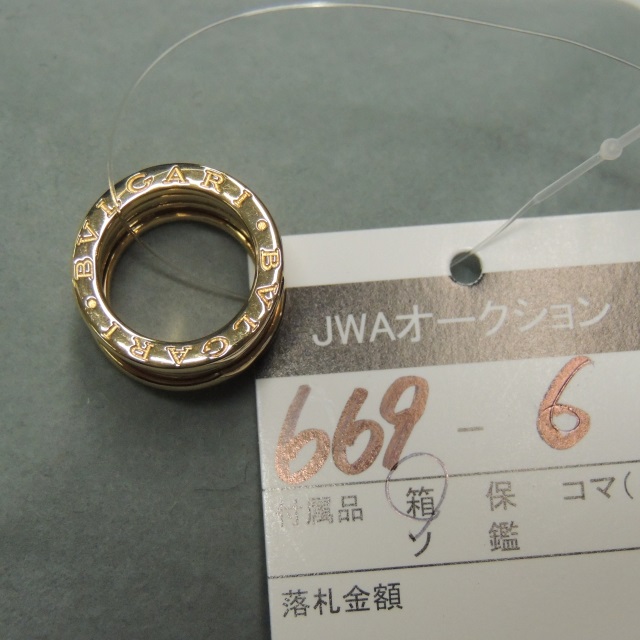 BVLGARI • BVLGARI •
JWAオークション
669 - 6
付属品 箱 保 コマ(
ソ 鑑
落札金額